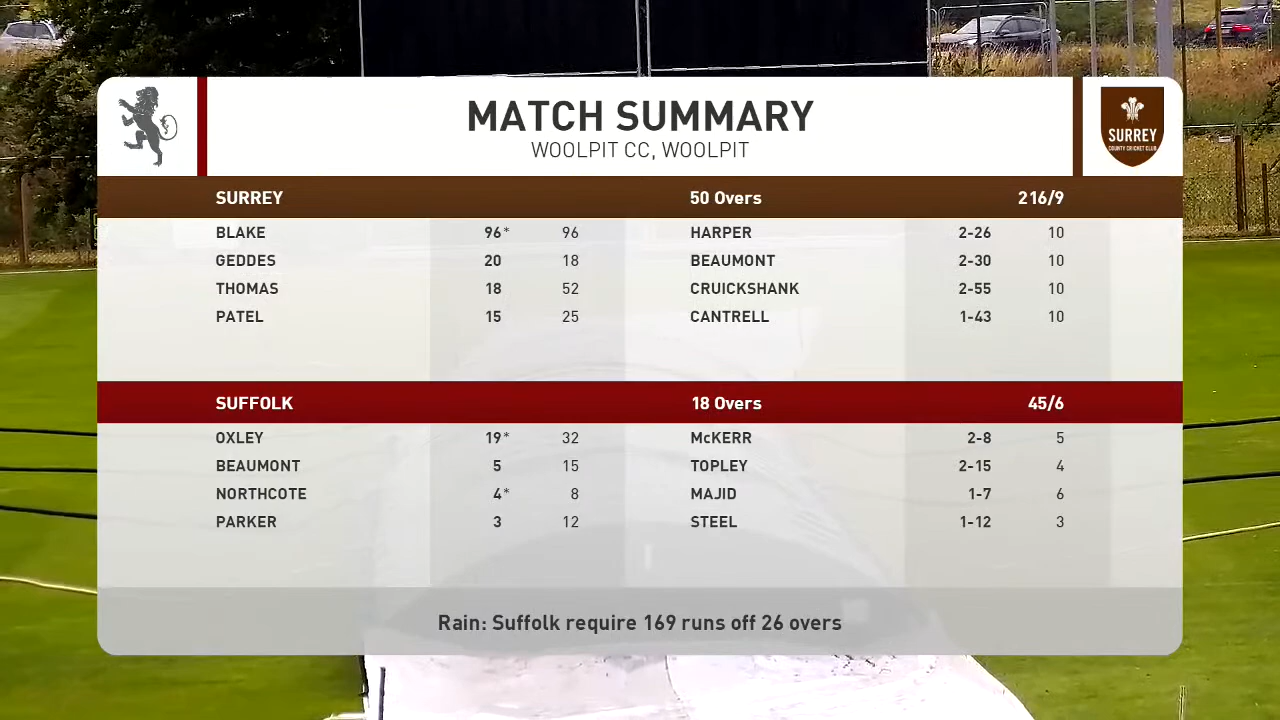 MATCH SUMMARY
WOOLPIT CC, WOOLPIT
SURREY
COUNTY CRICKET CLUB
SURREY 50 Overs 216/9
BLAKE 96* 96 HARPER 2-26 10
GEDDES 20 18 BEAUMONT 2-30 10
THOMAS 18 52 CRUICKSHANK 2-55 10
PATEL 15 25 CANTRELL 1-43 10
SUFFOLK 18 Overs 45/6
OXLEY 19* 32 McKERR 2-8 5
BEAUMONT 5 15 TOPLEY 2-15 4
NORTHCOTE 4* 8 MAJID 1-7 6
PARKER 3 12 STEEL 1-12 3
Rain: Suffolk require 169 runs off 26 overs